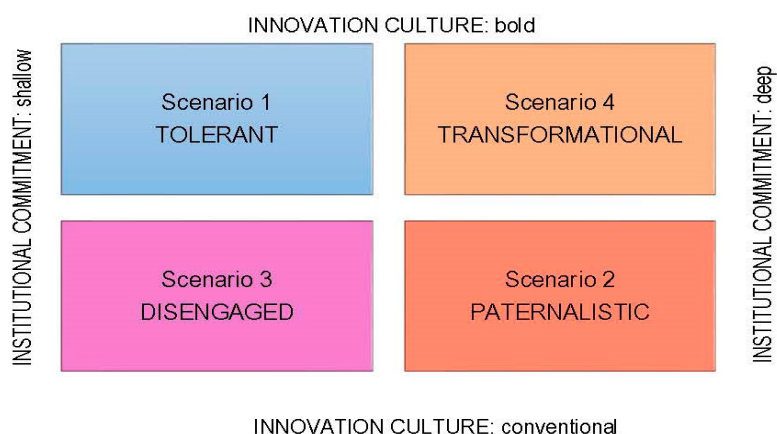 INNOVATION CULTURE: bold
INSTITUTIONAL COMMITMENT: shallow
Scenario 1
TOLERANT
Scenario 4
TRANSFORMATIONAL
INSTITUTIONAL COMMITMENT: deep
Scenario 3
DISENGAGED
Scenario 2
PATERNALISTIC
INNOVATION CULTURE: conventional